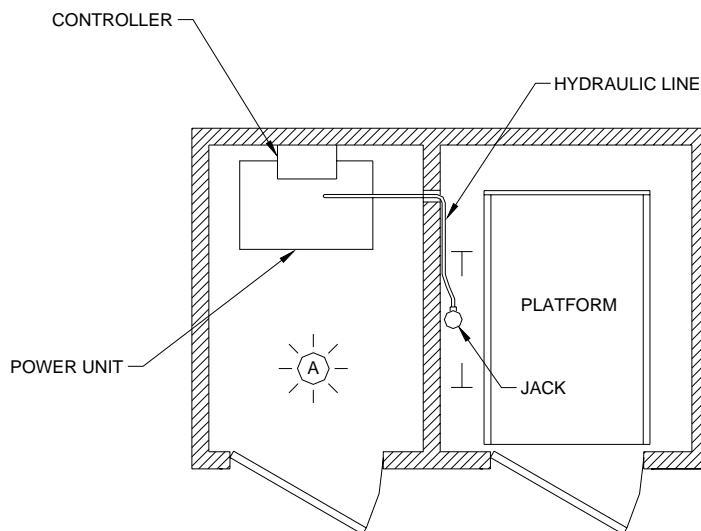 CONTROLLER
HYDRAULIC LINE
PLATFORM
POWER UNIT
A
JACK